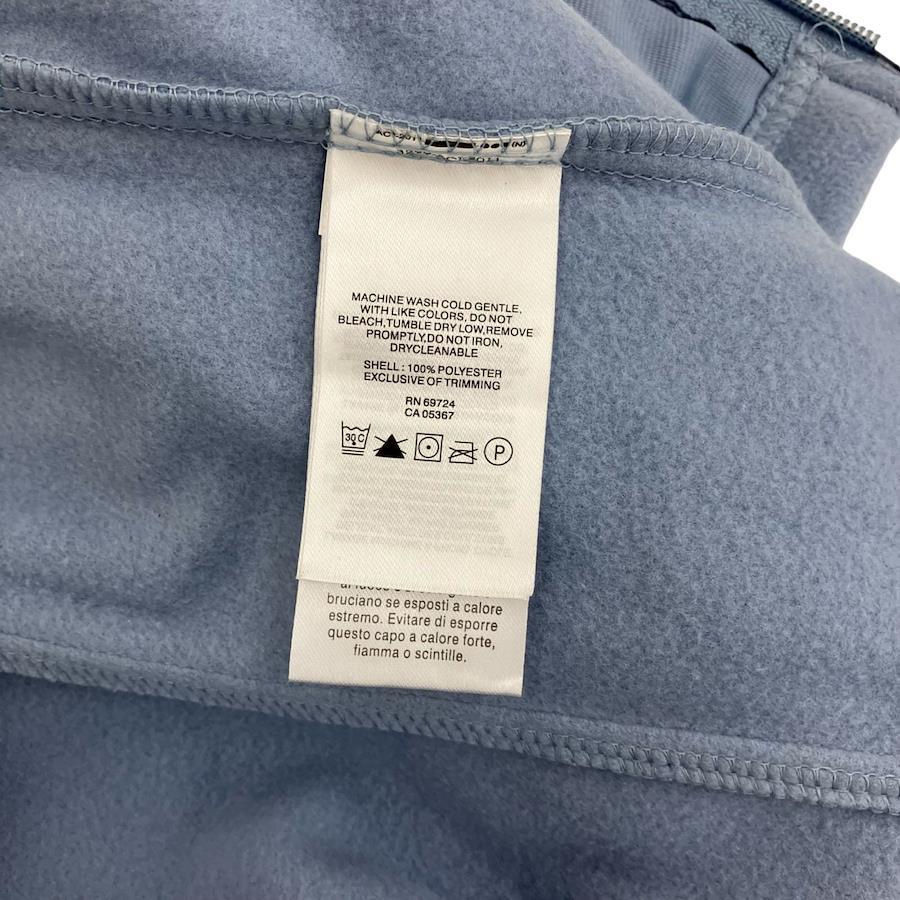 MACHINE WASH COLD GENTLE,
WITH LIKE COLORS, DO NOT
BLEACH,TUMBLE DRY LOW,REMOVE
PROMPTLY,DO NOT IRON,
DRYCLEANABLE
SHELL : 100% POLYESTER
EXCLUSIVE OF TRIMMING
RN 69724
CA 05367
30 C
P
bruciano se esposti a calore
estremo. Evitare di esporre
questo capo a calore forte,
fiamma o scintille.